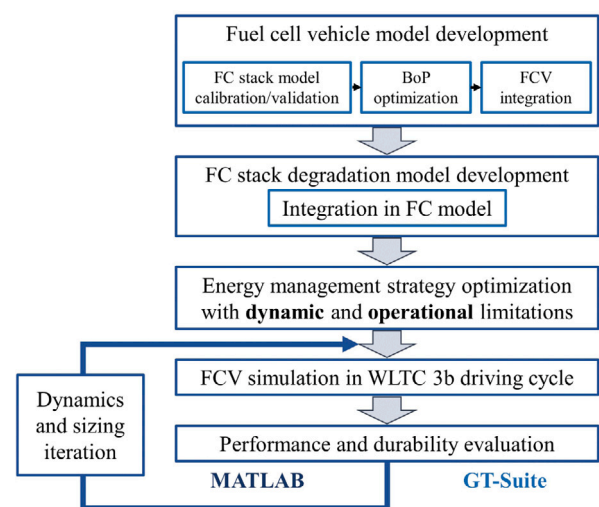 Fuel cell vehicle model development
FC stack model
calibration/validation
BoP
optimization
FCV
integration
FC stack degradation model development
Integration in FC model
Energy management strategy optimization
with dynamic and operational limitations
FCV simulation in WLTC 3b driving cycle
Dynamics
and sizing
iteration
Performance and durability evaluation
MATLAB
GT-Suite